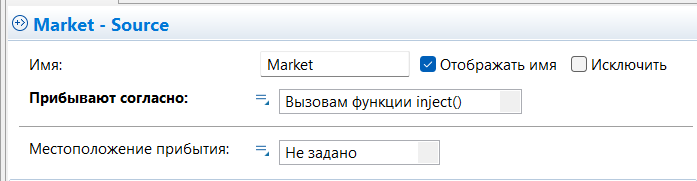 Market - Source
Имя: Market Отображать имя Исключить
Прибывают согласно: Вызовам функции inject()
Местоположение прибытия: Не задано